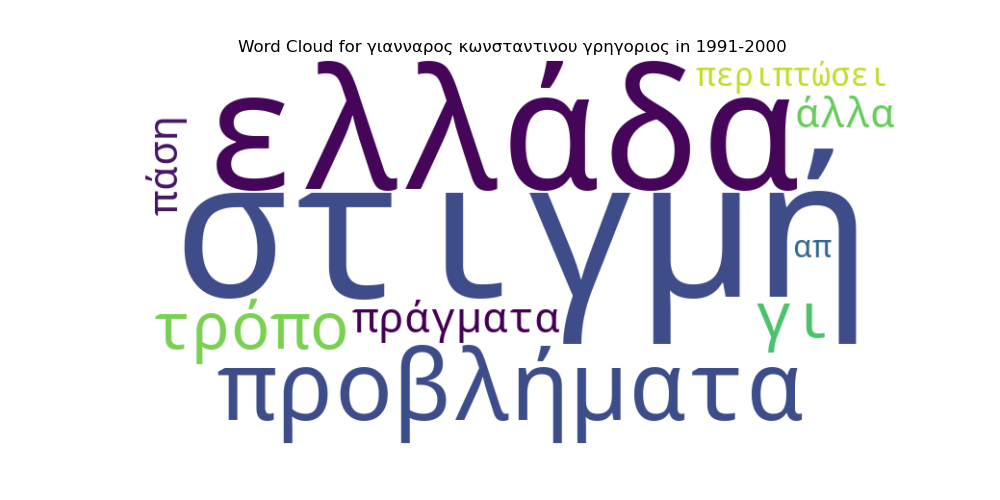 Word Cloud for γιανναρος κωνσταντινου γρηγοριος in 1991-2000
περιπτώσει
ελλάδα
άλλα
πάση
στιγμή
απ
τρόπο
πράγματα
γι
προβλήματα